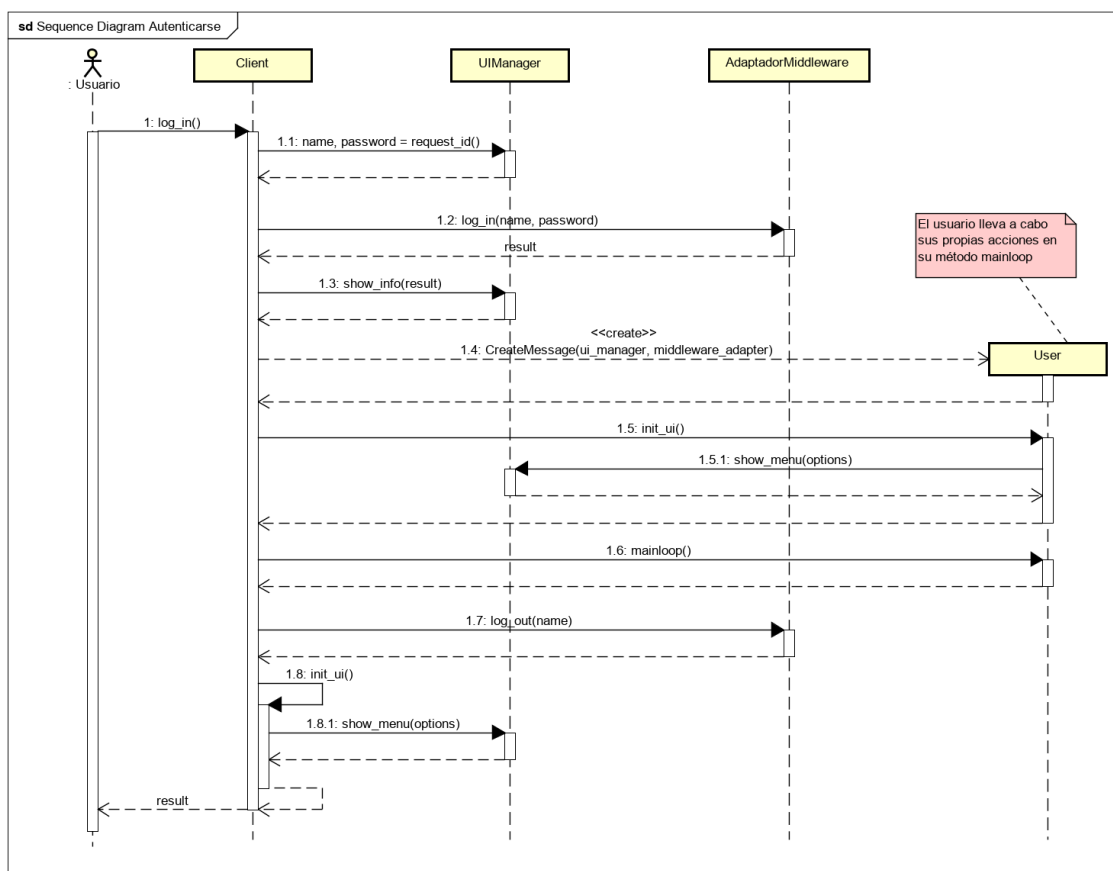 sd Sequence Diagram Autenticarse
: Usuario
Client
UIManager
AdaptadorMiddleware
1: log_in()
1.1: name, password = request_id()
1.2: log_in(name, password)
result
El usuario lleva a cabo
sus propias acciones en
su método mainloop
1.3: show_info(result)
<<create>>
1.4: CreateMessage(ui_manager, middleware_adapter)
User
1.5: init_ui()
1.5.1: show_menu(options)
1.6: mainloop()
1.7: log_out(name)
1.8: init_ui()
1.8.1: show_menu(options)
result